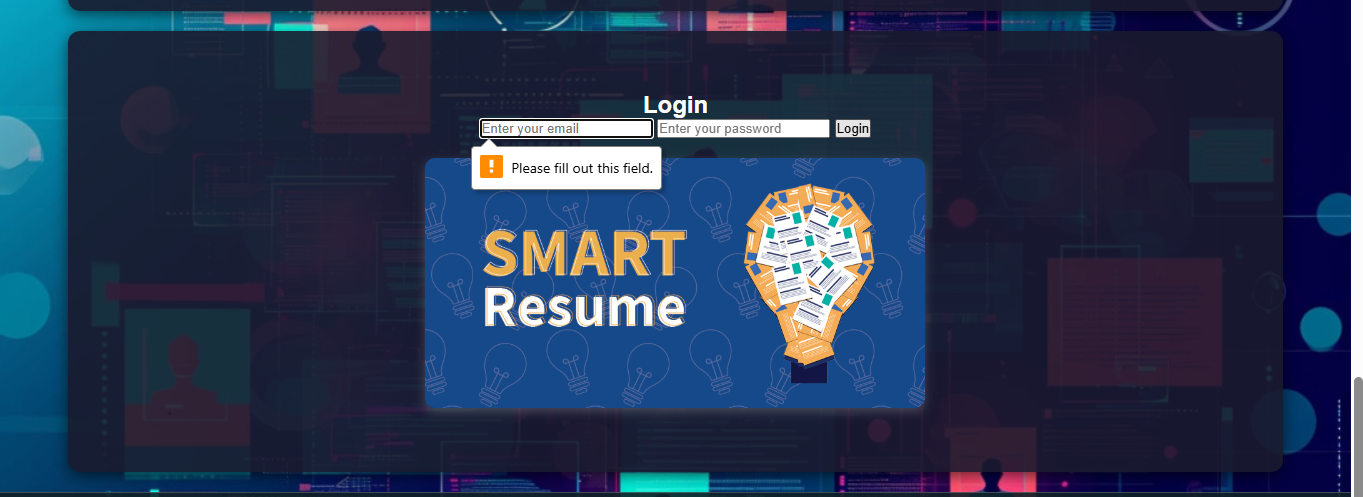 Login
Enter your email Enter your password Login
Please fill out this field.
SMART
Resume